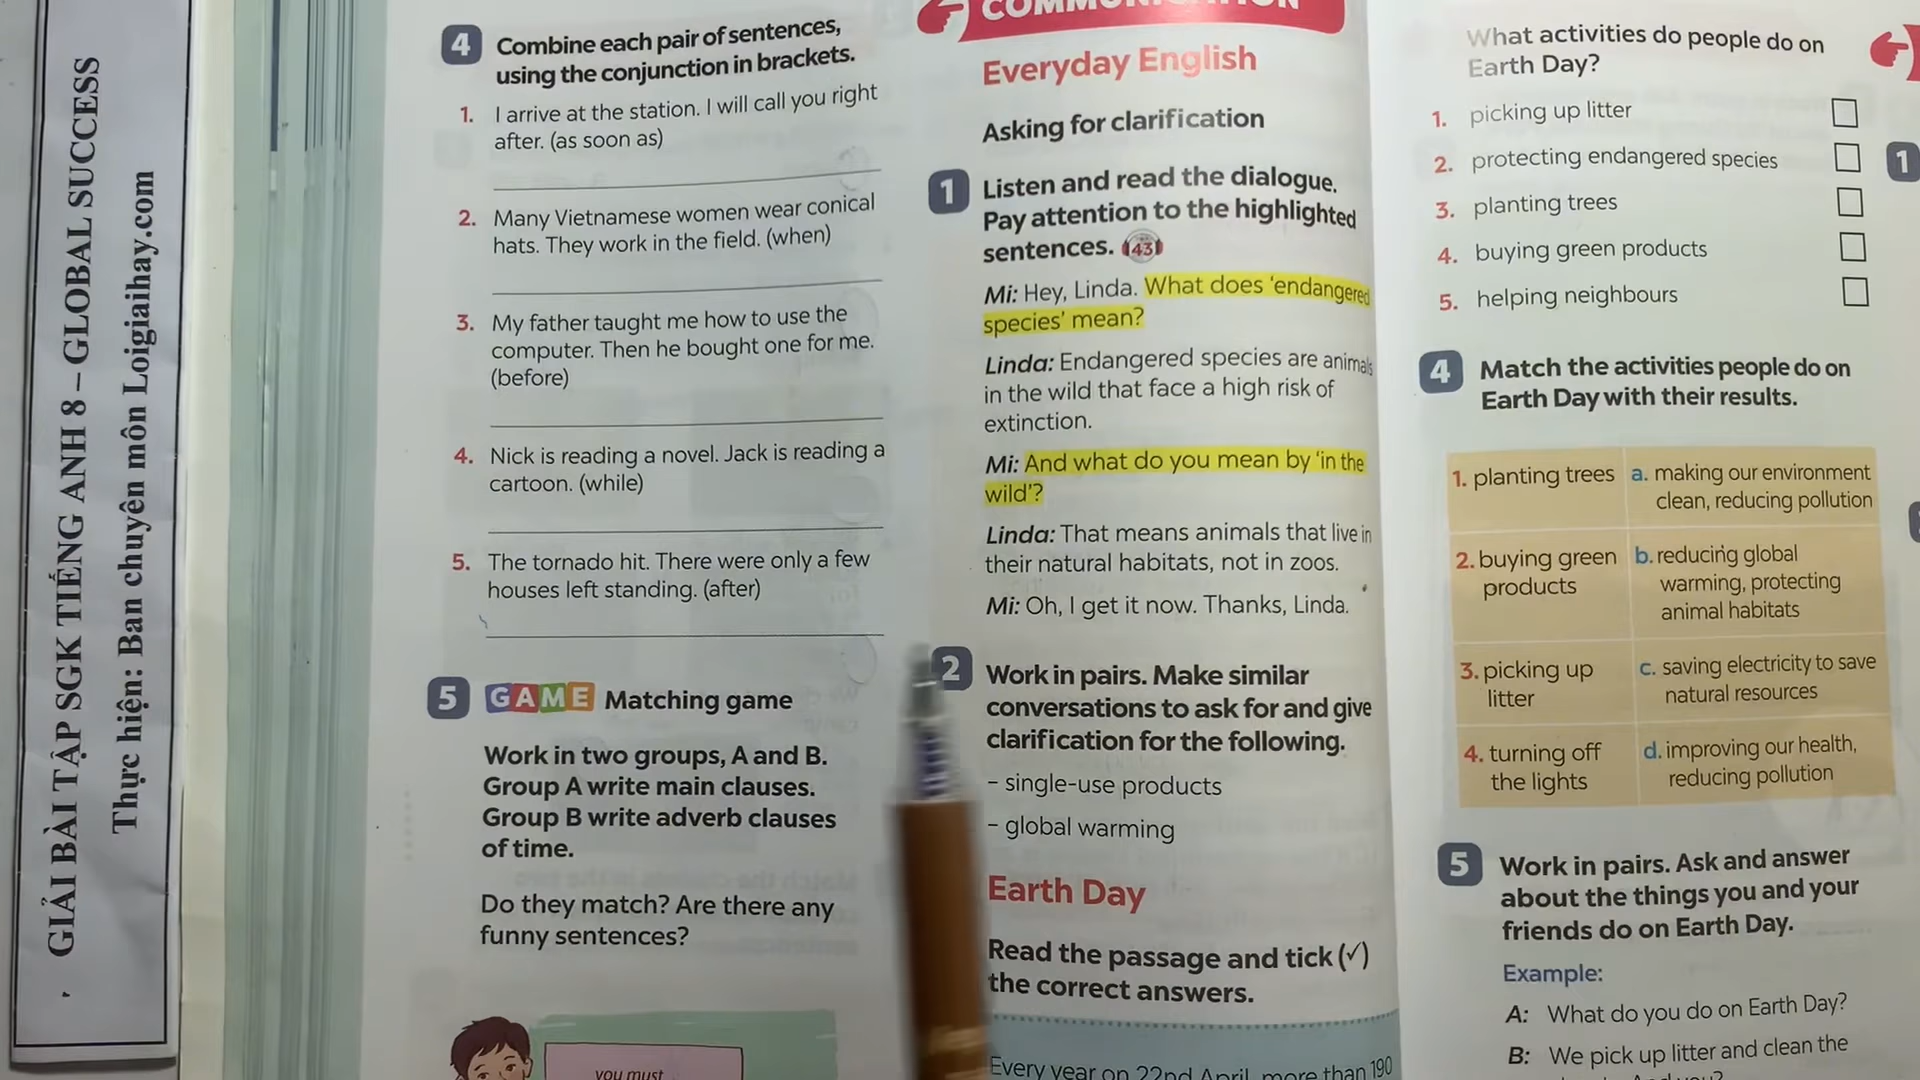 GIẢI BÀI TẬP SGK TIẾNG ANH 8 – GLOBAL SUCCESS
Thực hiện: Ban chuyên môn Loigiaihay.com
4 Combine each pair of sentences,
using the conjunction in brackets.
1. I arrive at the station. I will call you right
after. (as soon as)
2. Many Vietnamese women wear conical
hats. They work in the field. (when)
3. My father taught me how to use the
computer. Then he bought one for me.
(before)
4. Nick is reading a novel. Jack is reading a
cartoon. (while)
5. The tornado hit. There were only a few
houses left standing. (after)
5 GAME Matching game
Work in two groups, A and B.
Group A write main clauses.
Group B write adverb clauses
of time.
Do they match? Are there any
funny sentences?
you must
COMMUNICATION
Everyday English
Asking for clarification
1 Listen and read the dialogue.
Pay attention to the highlighted
sentences. 43
Mi: Hey, Linda. What does ‘endangered
species’ mean?
Linda: Endangered species are animals
in the wild that face a high risk of
extinction.
Mi: And what do you mean by ‘in the
wild’?
Linda: That means animals that live in
their natural habitats, not in zoos.
Mi: Oh, I get it now. Thanks, Linda.
2 Work in pairs. Make similar
conversations to ask for and give
clarification for the following.
– single-use products
– global warming
Earth Day
Read the passage and tick (✓)
the correct answers.
Every year on 22nd April, more than 190
What activities do people do on
Earth Day?
1. picking up litter
2. protecting endangered species
3. planting trees
4. buying green products
5. helping neighbours
4 Match the activities people do on
Earth Day with their results.
1. planting trees
a. making our environment
clean, reducing pollution
2. buying green
products
b. reducing global
warming, protecting
animal habitats
3. picking up
litter
c. saving electricity to save
natural resources
4. turning off
the lights
d. improving our health,
reducing pollution
5 Work in pairs. Ask and answer
about the things you and your
friends do on Earth Day.
Example:
A: What do you do on Earth Day?
B: We pick up litter and clean the
1